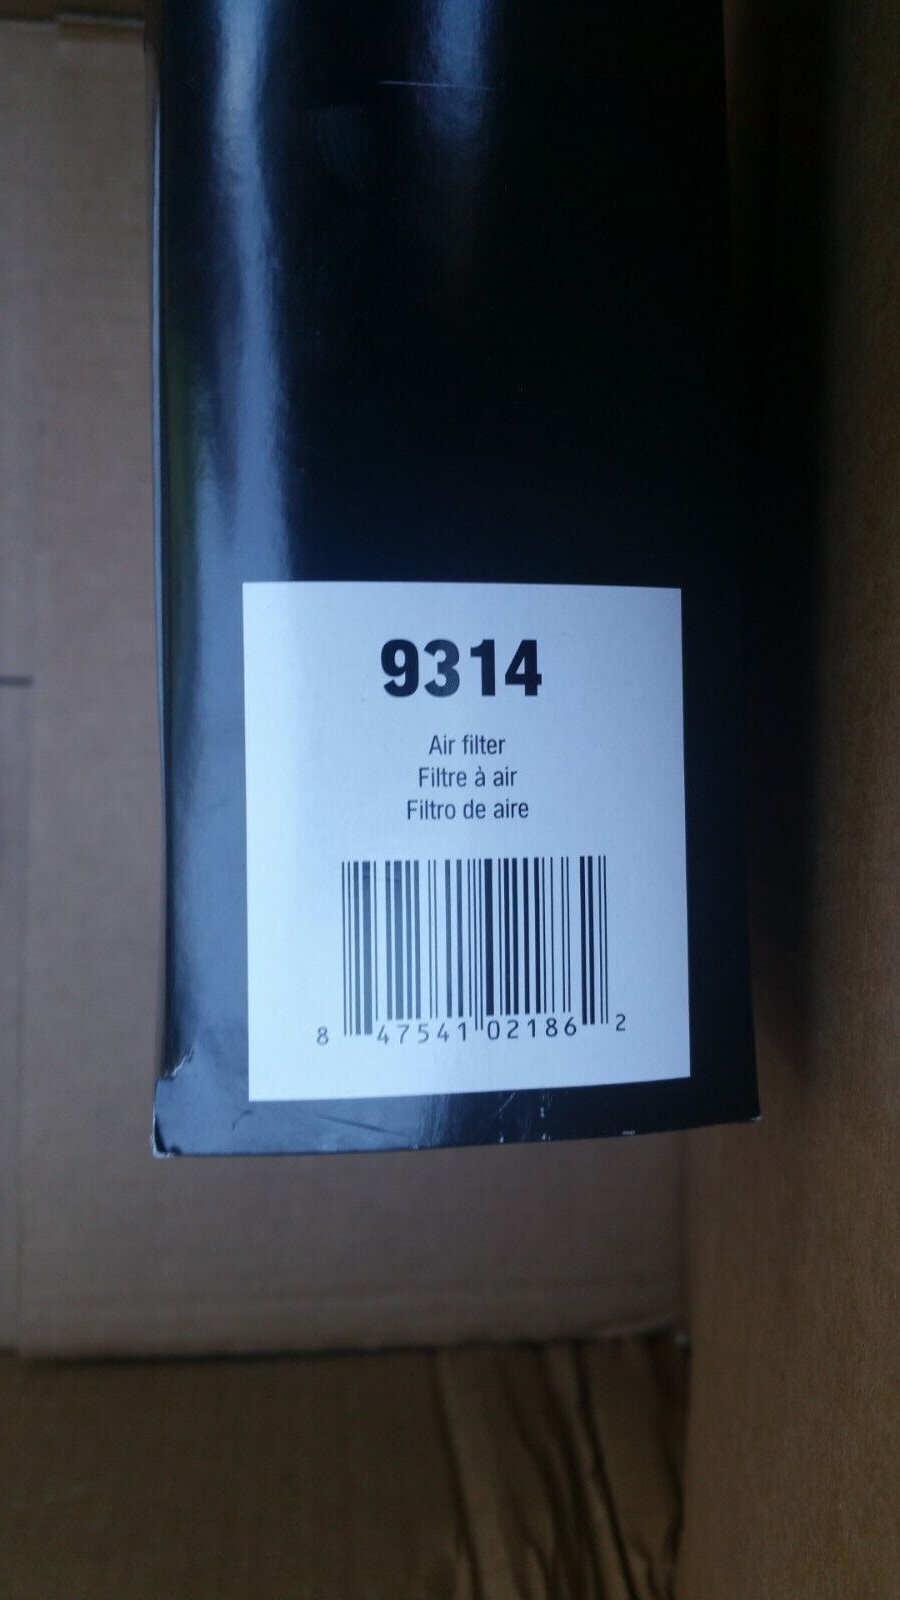 9314
Air filter
Filtre à air
Filtro de aire
8 47541 02186 2